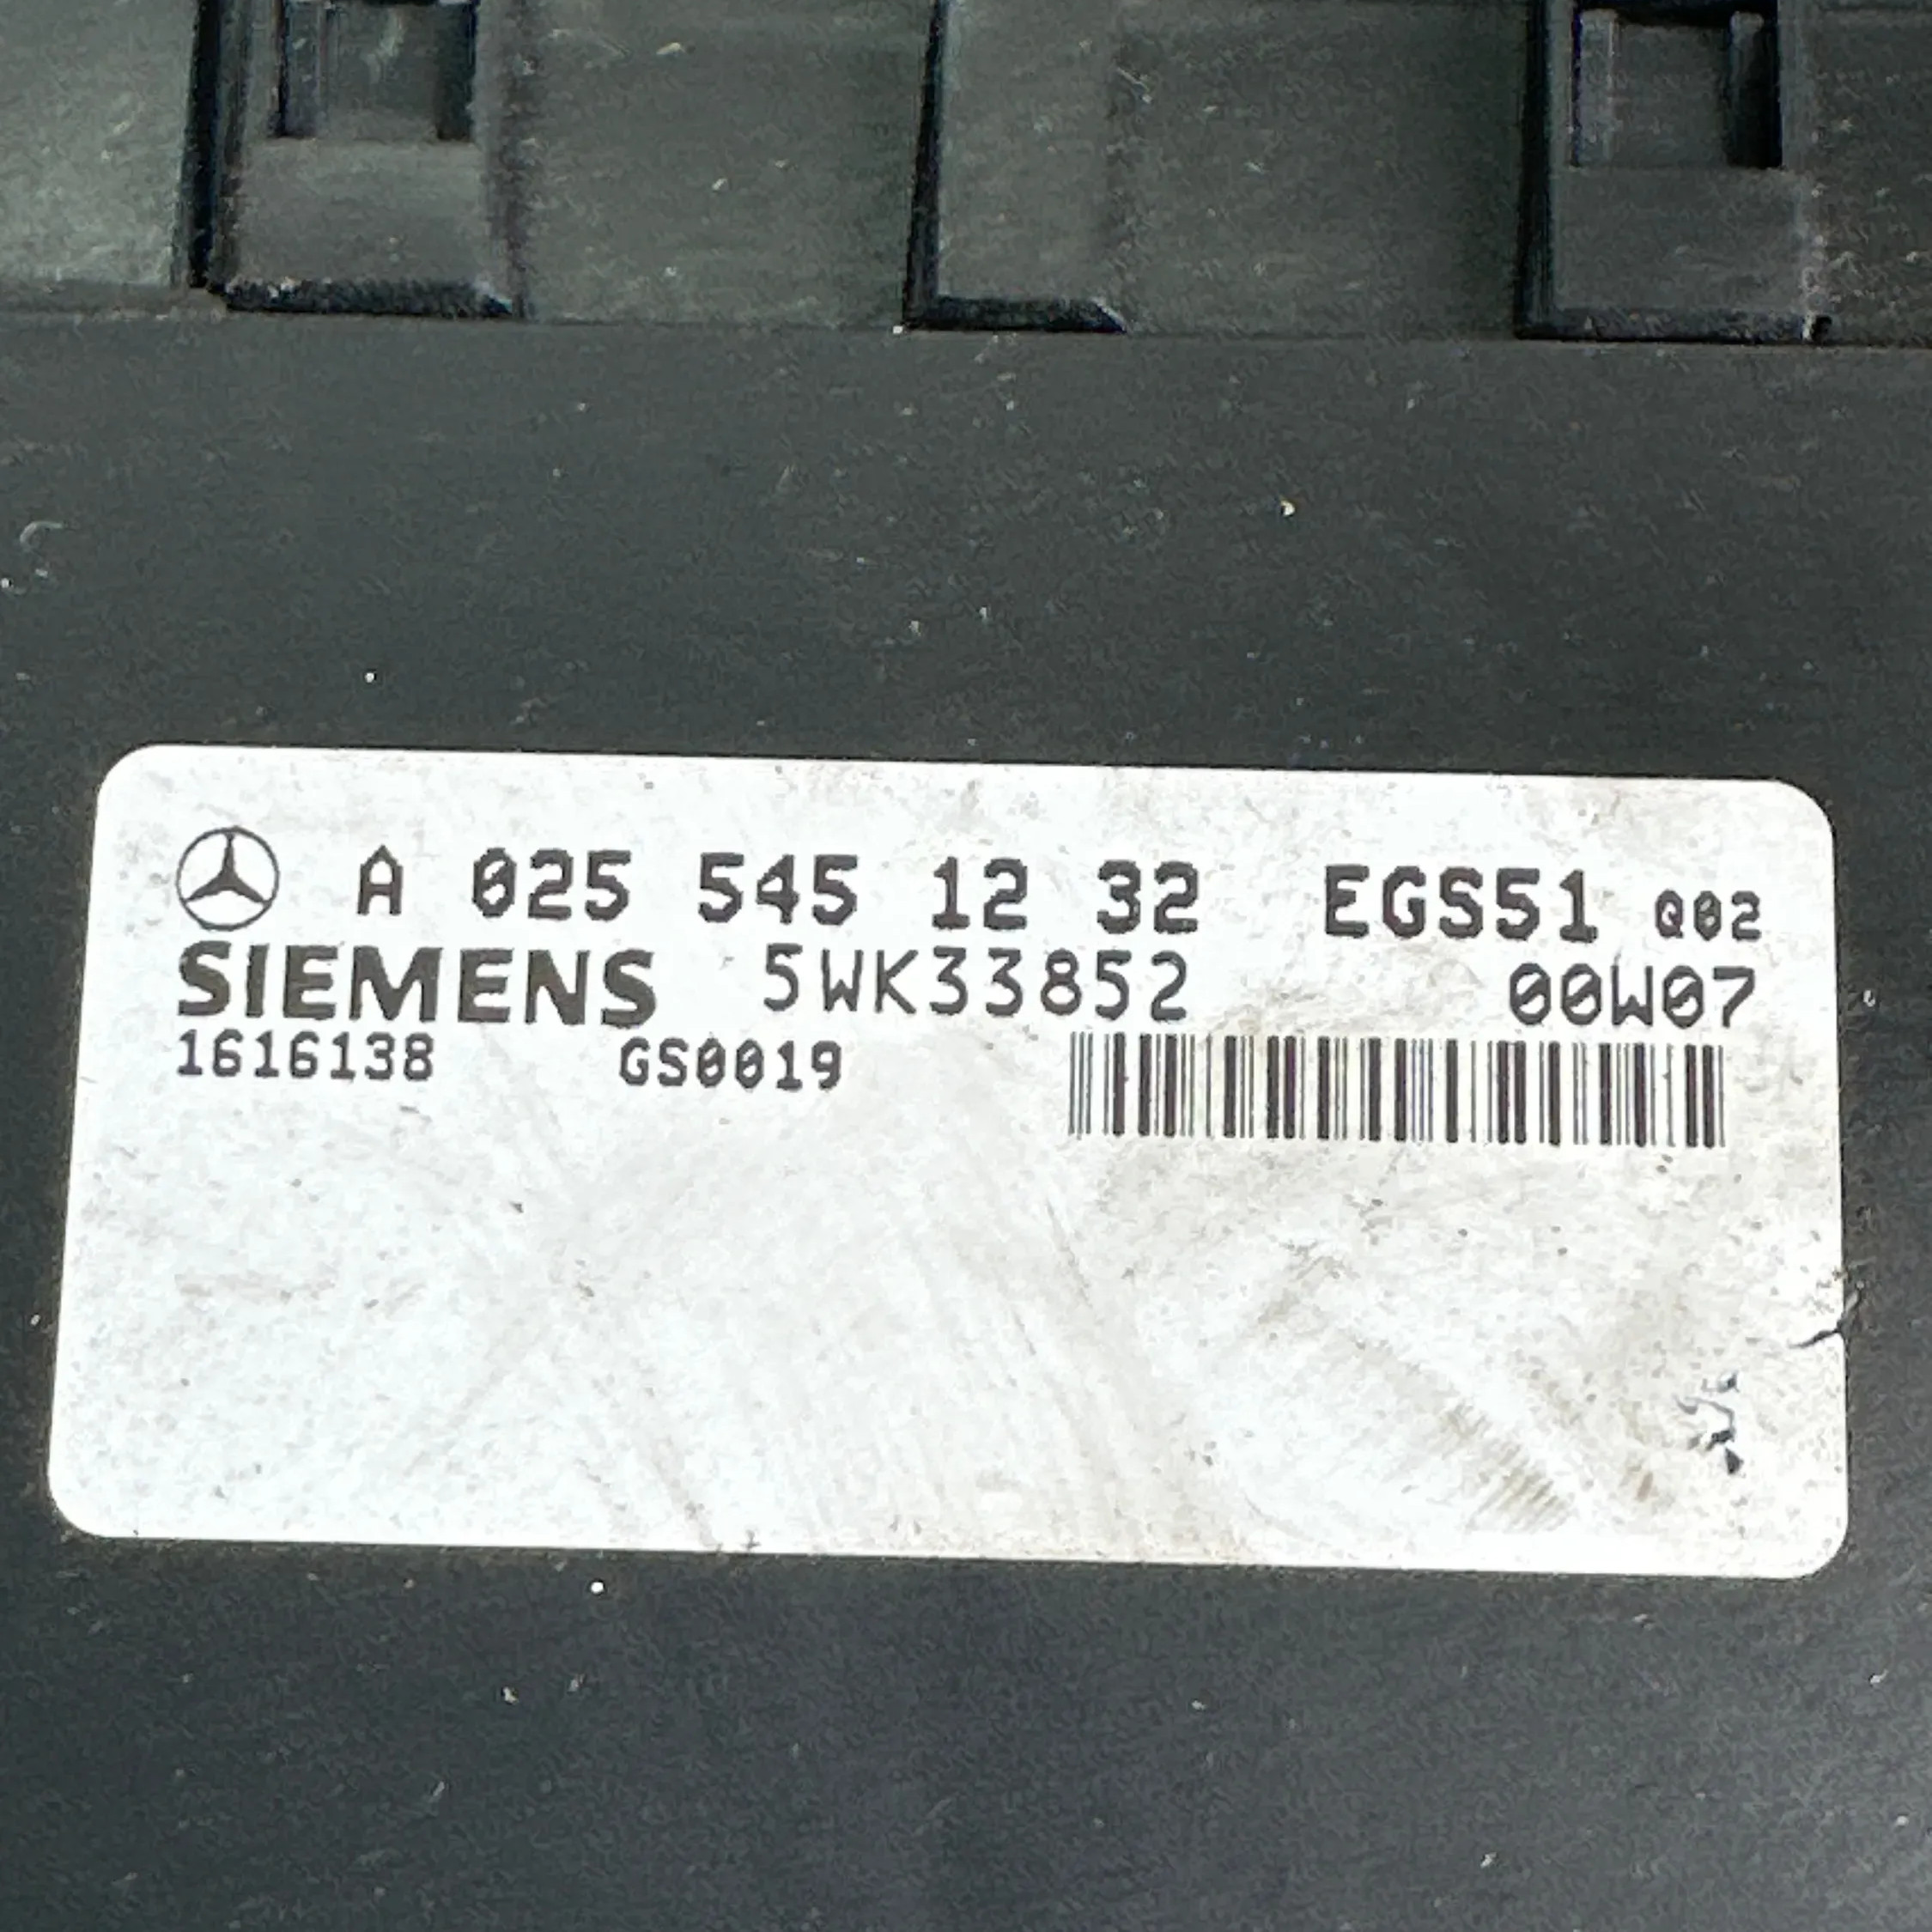 A 025 545 12 32 EGS51 Q02
SIEMENS 5WK33852 00W07
1616138 GS0019